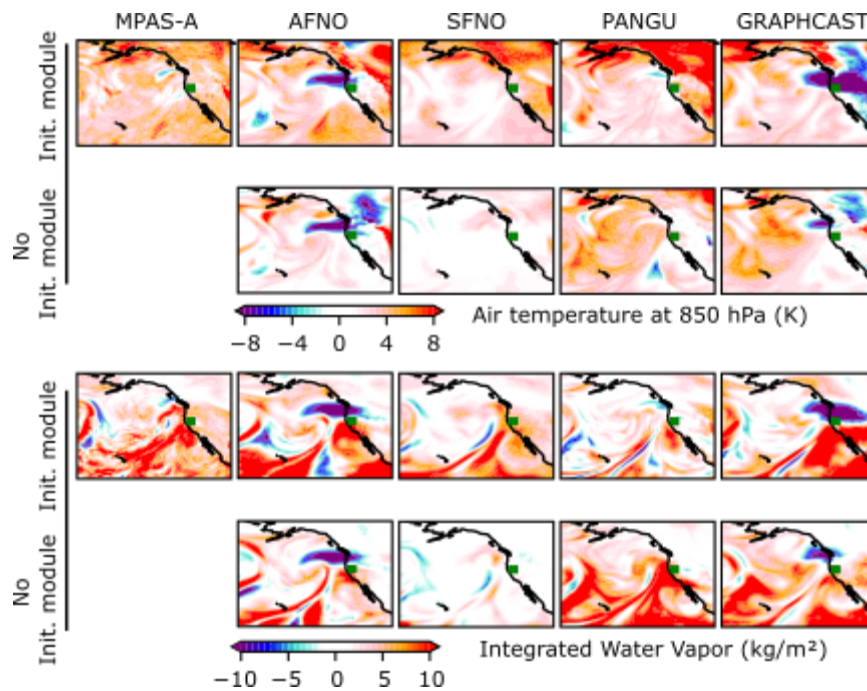 MPAS-A AFNO SFNO PANGU GRAPHCAST
Init. module
No
Init. module
−8 −4 0 4 8
Air temperature at 850 hPa (K)
Init. module
No
Init. module
−10 −5 0 5 10
Integrated Water Vapor (kg/m²)